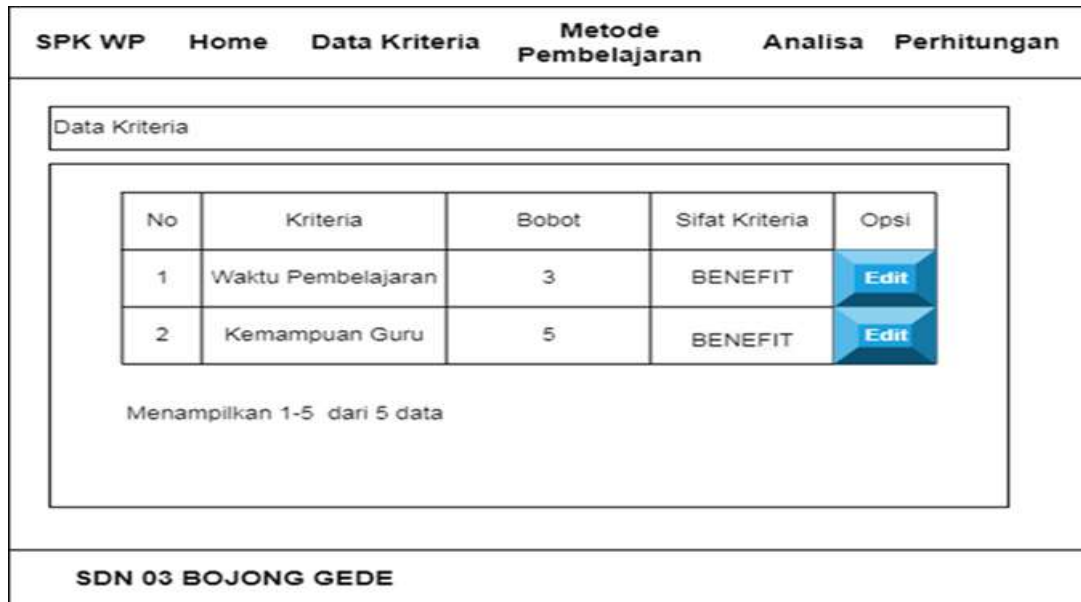 SPK WP Home Data Kriteria Metode Pembelajaran Analisa Perhitungan
Data Kriteria
No Kriteria Bobot Sifat Kriteria Opsi
1 Waktu Pembelajaran 3 BENEFIT Edit
2 Kemampuan Guru 5 BENEFIT Edit
Menampilkan 1-5 dari 5 data
SDN 03 BOJONG GEDE